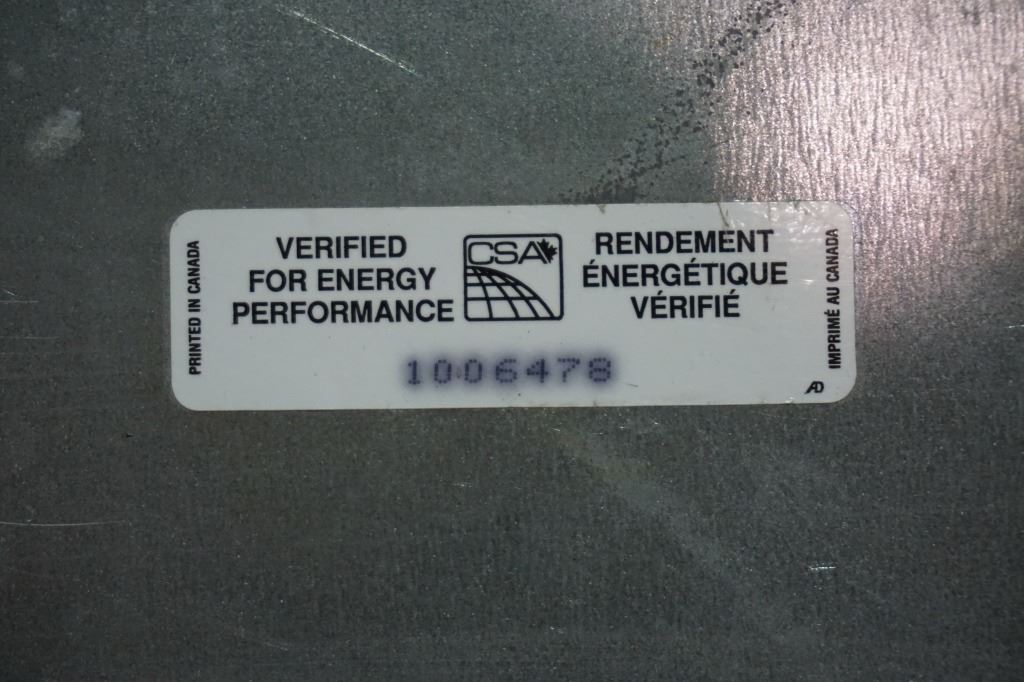 PRINTED IN CANADA
VERIFIED
FOR ENERGY
PERFORMANCE
CSA
RENDEMENT
ÉNERGÉTIQUE
VÉRIFIÉ
IMPRIMÉ AU CANADA
1006478
AD